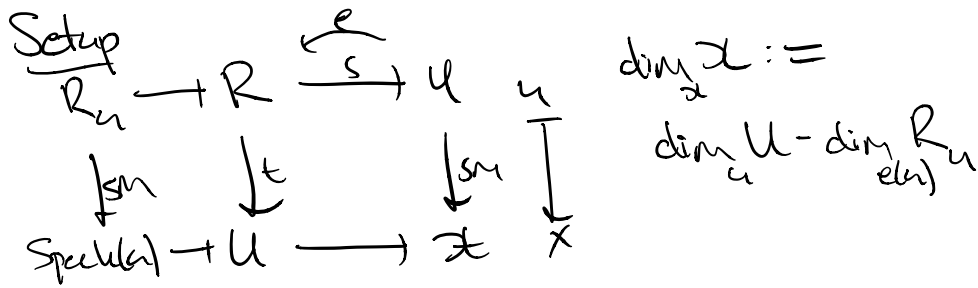 Setup
e
R_u → R s→ U u dim_x 𝔛 :=
↓sm ↓t ↓sm ↓ dim_u U - dim_{e(u)} R_u
Spec k(u) → U → 𝔛 x